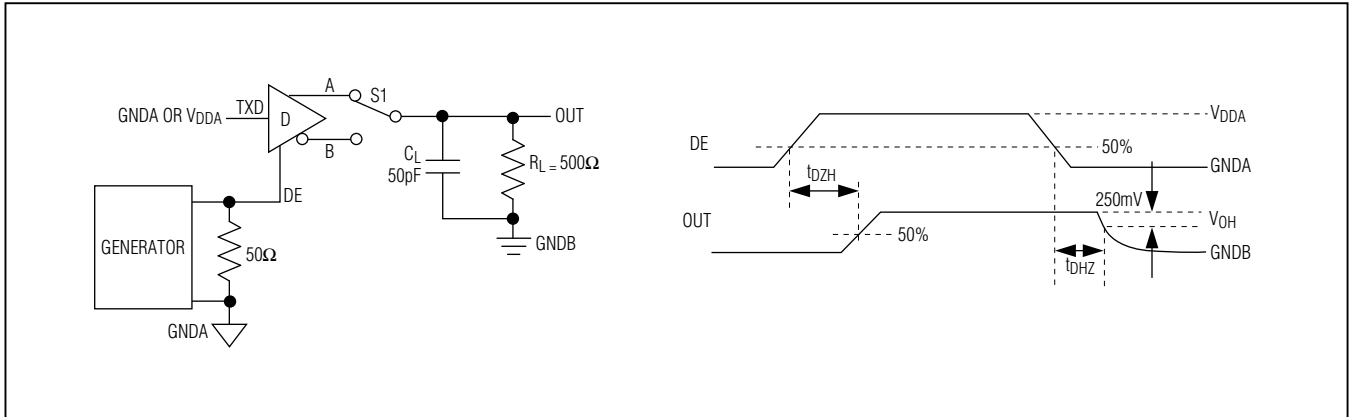 GNDA OR VDDA
TXD
D
A
B
S1
OUT
CL
50pF
RL = 500Ω
GNDB
DE
GENERATOR
50Ω
GNDA
DE
VDDA
50%
GNDA
tDZH
250mV
OUT
VOH
50%
GNDB
tDHZ